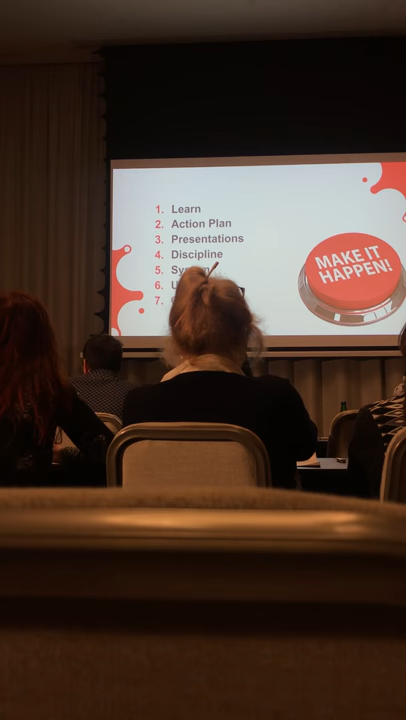 1. Learn
2. Action Plan
3. Presentations
4. Discipline
5.
6.
7.
MAKE IT
HAPPEN!